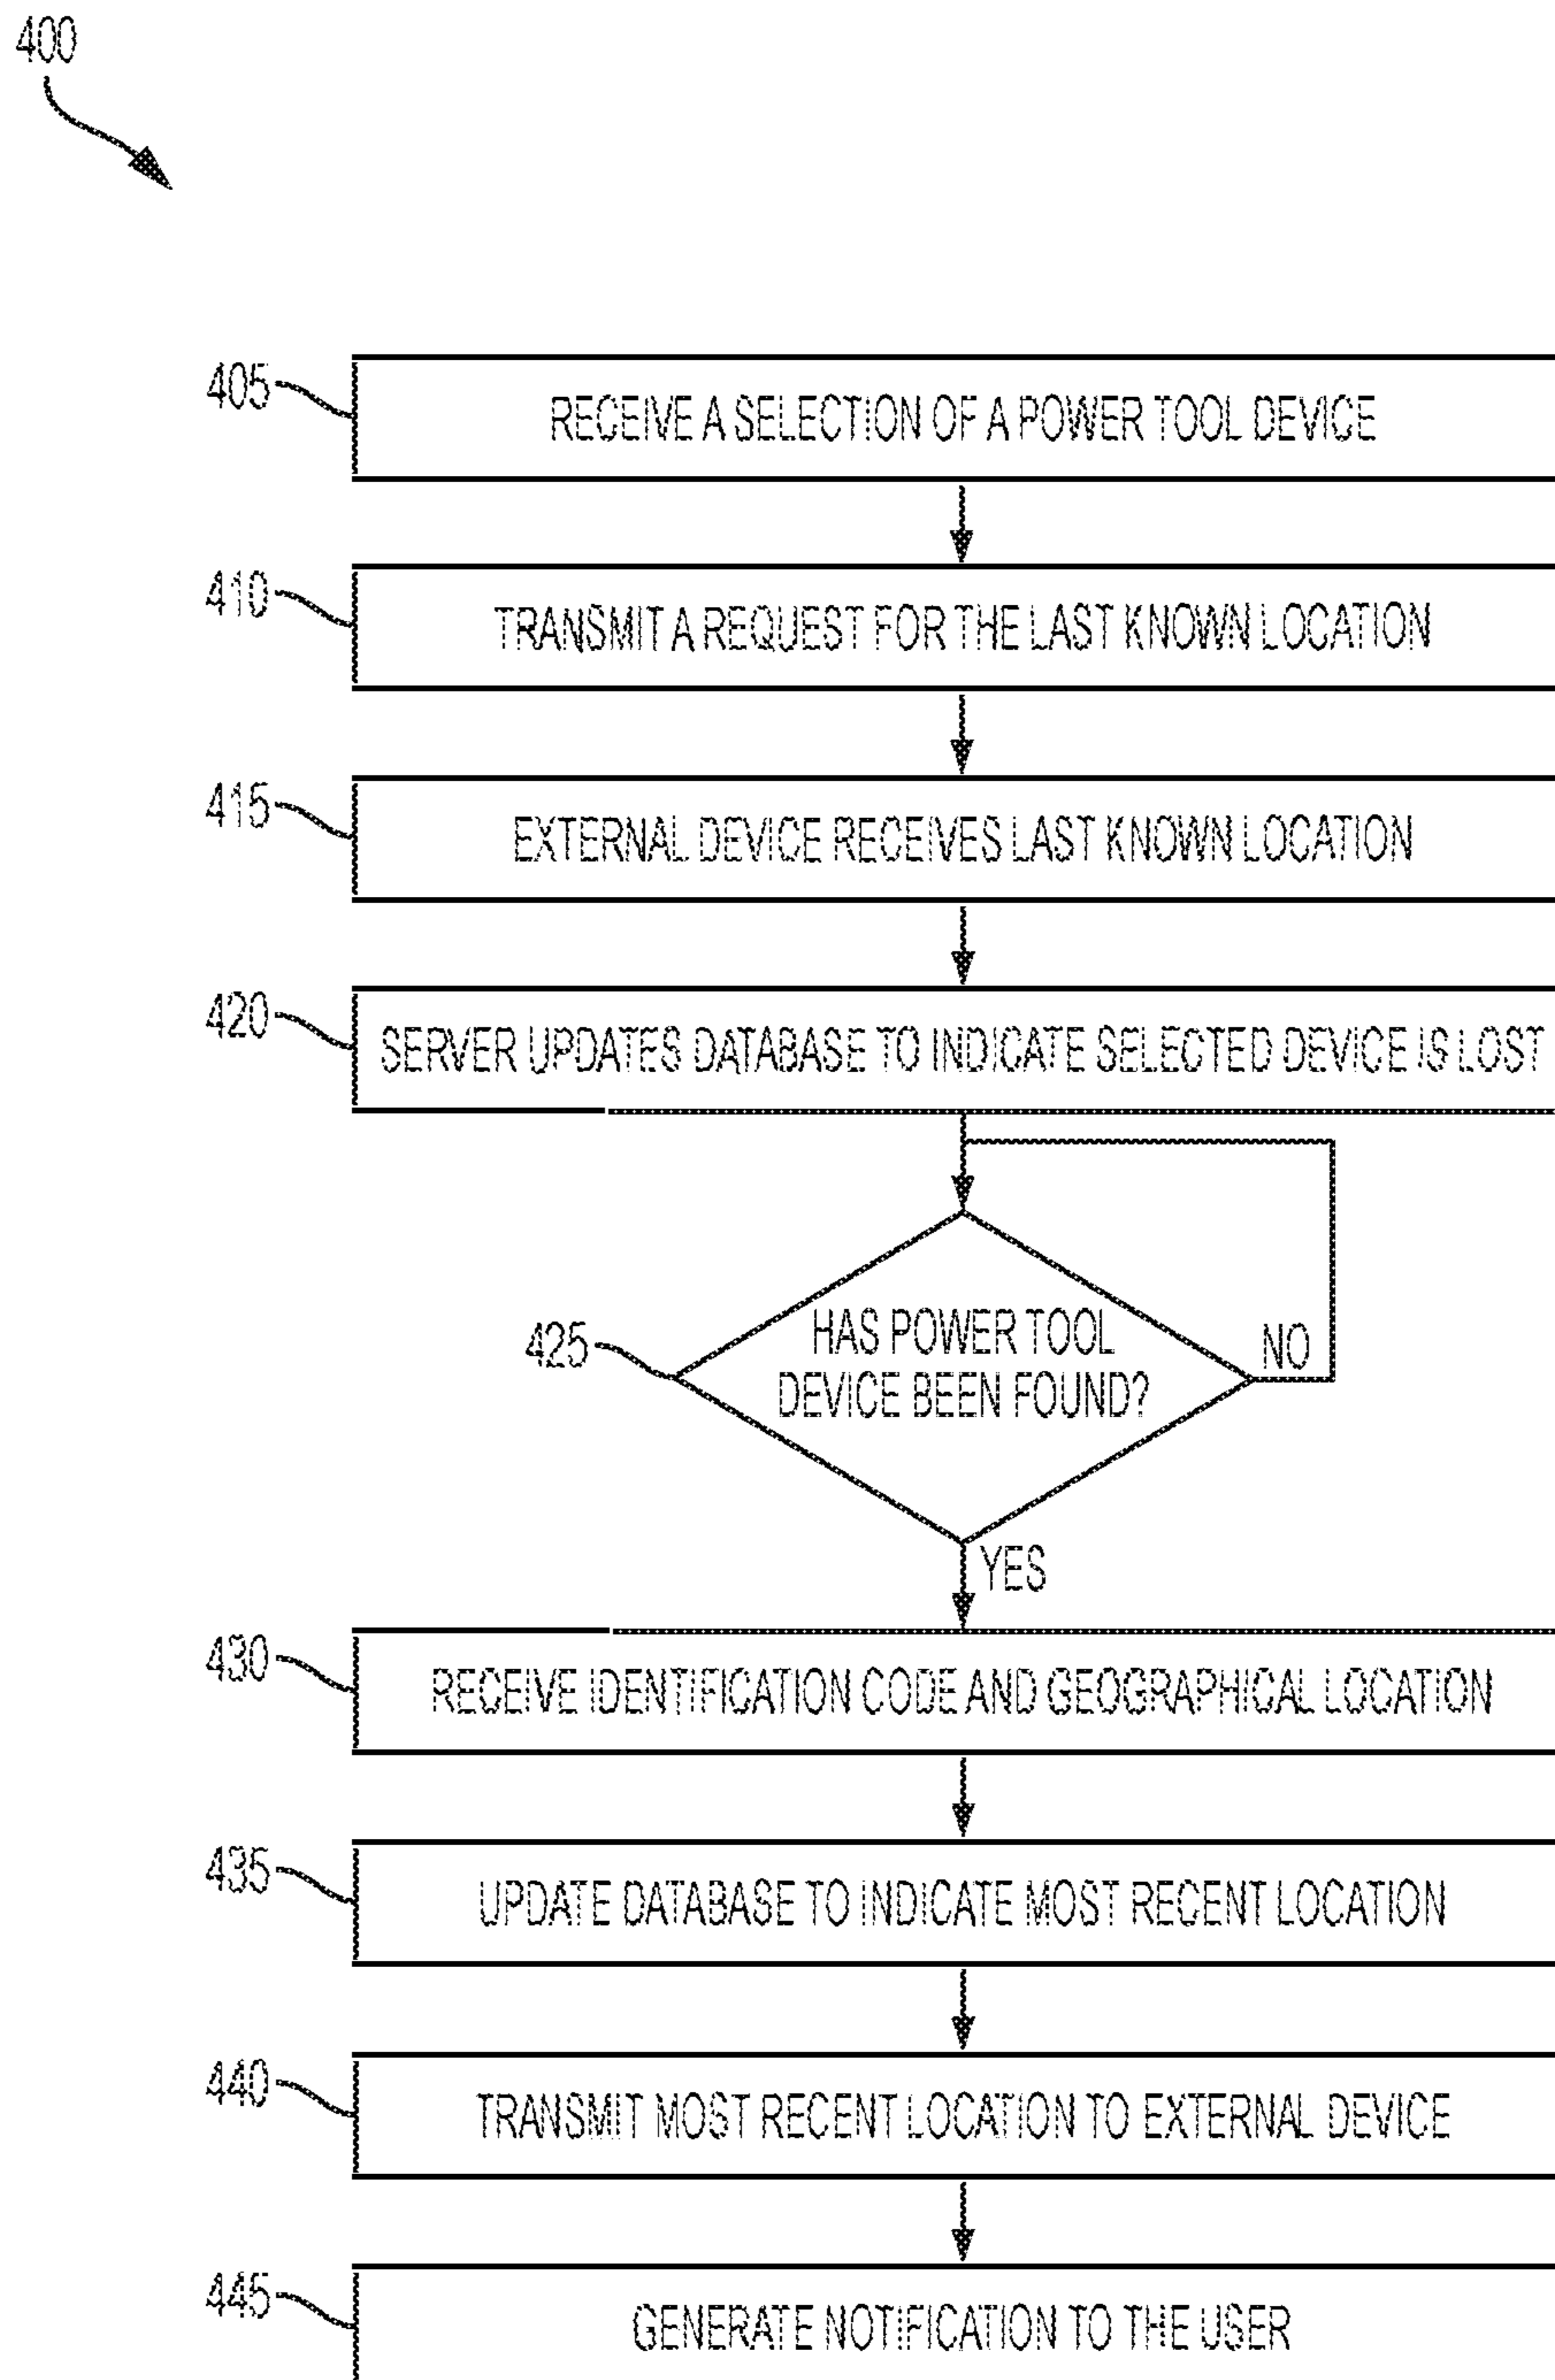 400
405
RECEIVE A SELECTION OF A POWER TOOL DEVICE
410
TRANSMIT A REQUEST FOR THE LAST KNOWN LOCATION
415
EXTERNAL DEVICE RECEIVES LAST KNOWN LOCATION
420
SERVER UPDATES DATABASE TO INDICATE SELECTED DEVICE IS LOST
425
HAS POWER TOOL
DEVICE BEEN FOUND?
NO
YES
430
RECEIVE IDENTIFICATION CODE AND GEOGRAPHICAL LOCATION
435
UPDATE DATABASE TO INDICATE MOST RECENT LOCATION
440
TRANSMIT MOST RECENT LOCATION TO EXTERNAL DEVICE
445
GENERATE NOTIFICATION TO THE USER